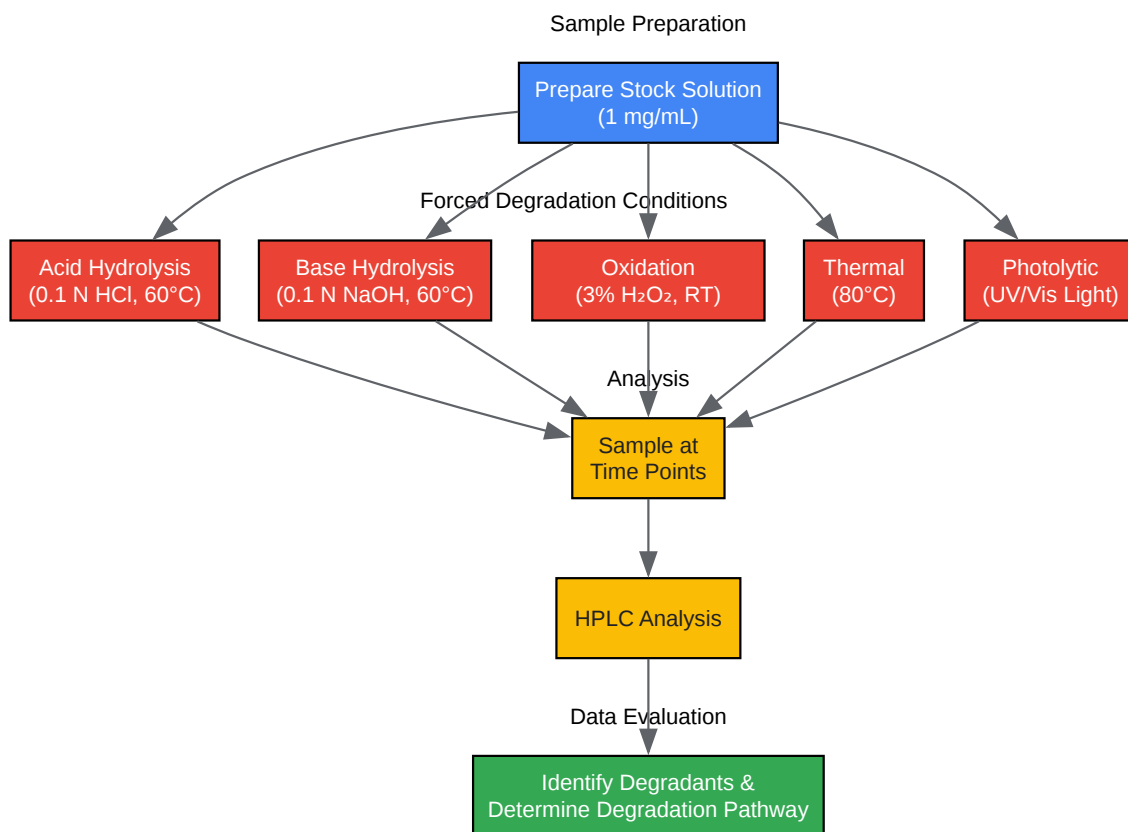 Sample Preparation
Prepare Stock Solution
(1 mg/mL)
Forced Degradation Conditions
Acid Hydrolysis
(0.1 N HCl, 60°C)
Base Hydrolysis
(0.1 N NaOH, 60°C)
Oxidation
(3% H₂O₂, RT)
Thermal
(80°C)
Photolytic
(UV/Vis Light)
Analysis
Sample at
Time Points
HPLC Analysis
Data Evaluation
Identify Degradants &
Determine Degradation Pathway